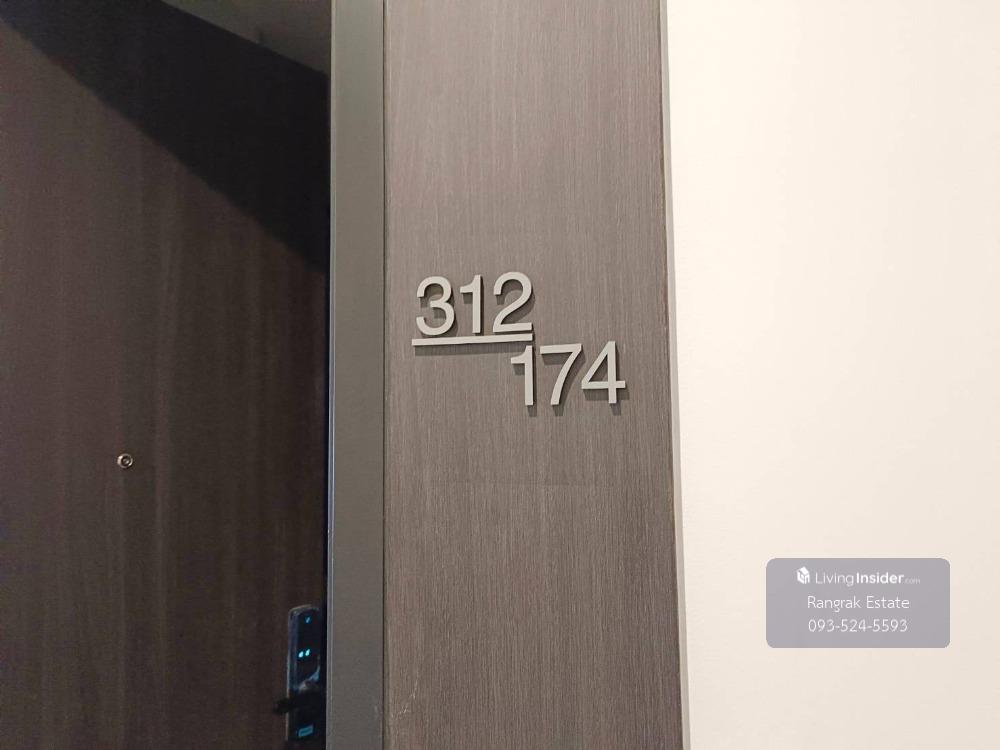 312
174
LivingInsider.com
Rangrak Estate
093-524-5593